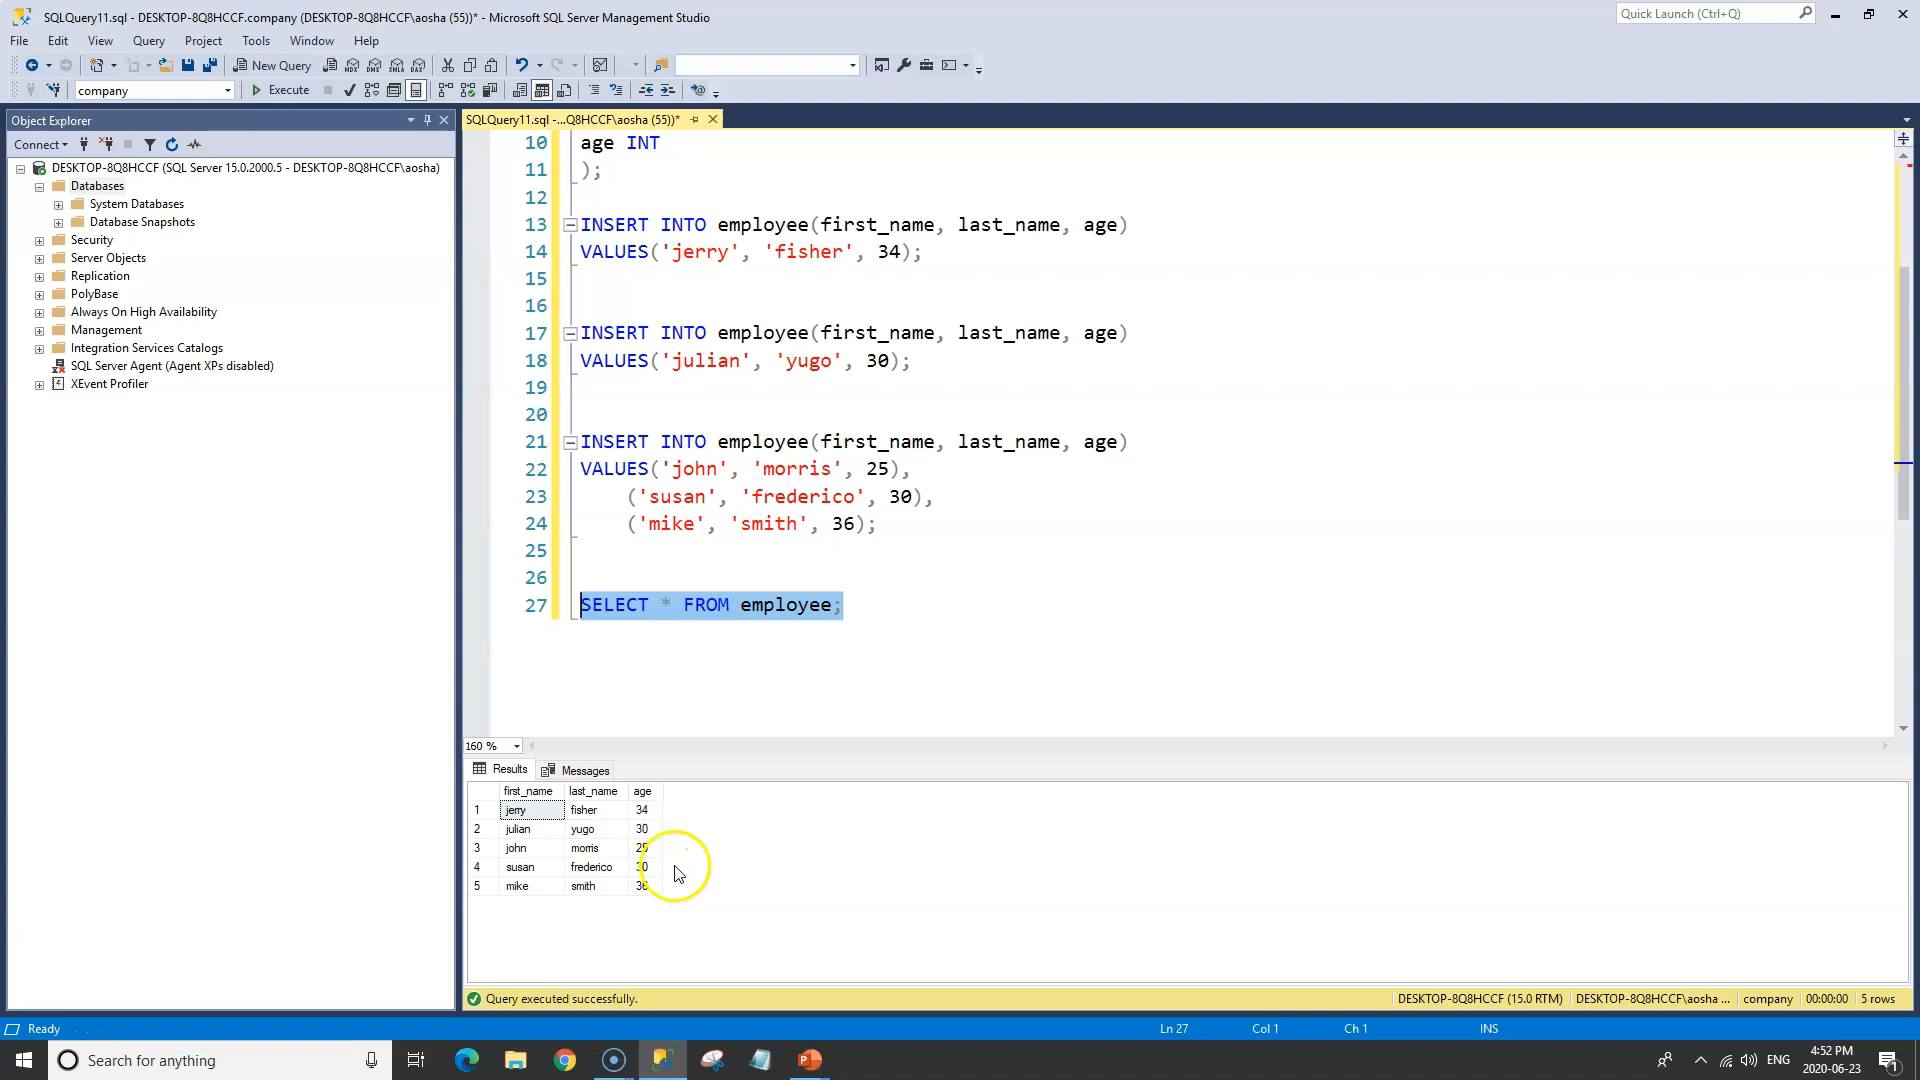 SQLQuery11.sql - DESKTOP-8Q8HCCF.company (DESKTOP-8Q8HCCF\aosha (55))* - Microsoft SQL Server Management Studio
Quick Launch (Ctrl+Q)
File Edit View Query Project Tools Window Help
New Query
company Execute
Object Explorer
SQLQuery11.sql -...Q8HCCF\aosha (55))*
Connect
DESKTOP-8Q8HCCF (SQL Server 15.0.2000.5 - DESKTOP-8Q8HCCF\aosha)
Databases
System Databases
Database Snapshots
Security
Server Objects
Replication
PolyBase
Always On High Availability
Management
Integration Services Catalogs
SQL Server Agent (Agent XPs disabled)
XEvent Profiler
10 age INT
11 );
12
13 INSERT INTO employee(first_name, last_name, age)
14 VALUES('jerry', 'fisher', 34);
15
16
17 INSERT INTO employee(first_name, last_name, age)
18 VALUES('julian', 'yugo', 30);
19
20
21 INSERT INTO employee(first_name, last_name, age)
22 VALUES('john', 'morris', 25),
23 ('susan', 'frederico', 30),
24 ('mike', 'smith', 36);
25
26
27 SELECT * FROM employee;
160 %
Results Messages
first_name last_name age
1 jerry fisher 34
2 julian yugo 30
3 john morris 25
4 susan frederico 30
5 mike smith 36
Query executed successfully.
DESKTOP-8Q8HCCF (15.0 RTM) DESKTOP-8Q8HCCF\aosha ... company 00:00:00 5 rows
Ready Ln 27 Col 1 Ch 1 INS
Search for anything
ENG
4:52 PM
2020-06-23
1